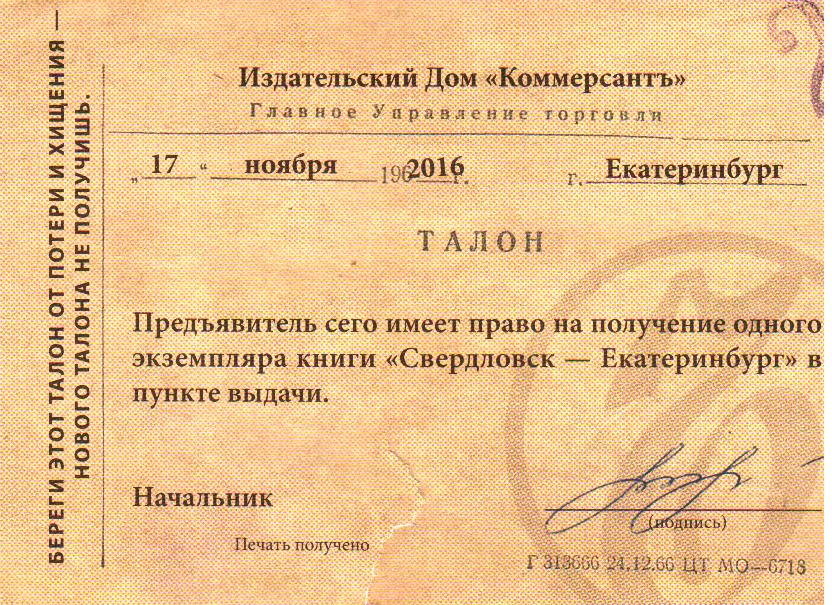 БЕРЕГИ ЭТОТ ТАЛОН ОТ ПОТЕРИ И ХИЩЕНИЯ —
НОВОГО ТАЛОНА НЕ ПОЛУЧИШЬ.
Издательский Дом «Коммерсантъ»
Главное Управление торговли
„ 17 “ ноября 196 2016 г. г. Екатеринбург
ТАЛОН
Предъявитель сего имеет право на получение одного
экземпляра книги «Свердловск — Екатеринбург» в
пункте выдачи.
Начальник
(подпись)
Печать получено
Г 313666 24.12.66 ЦТ МО—6718